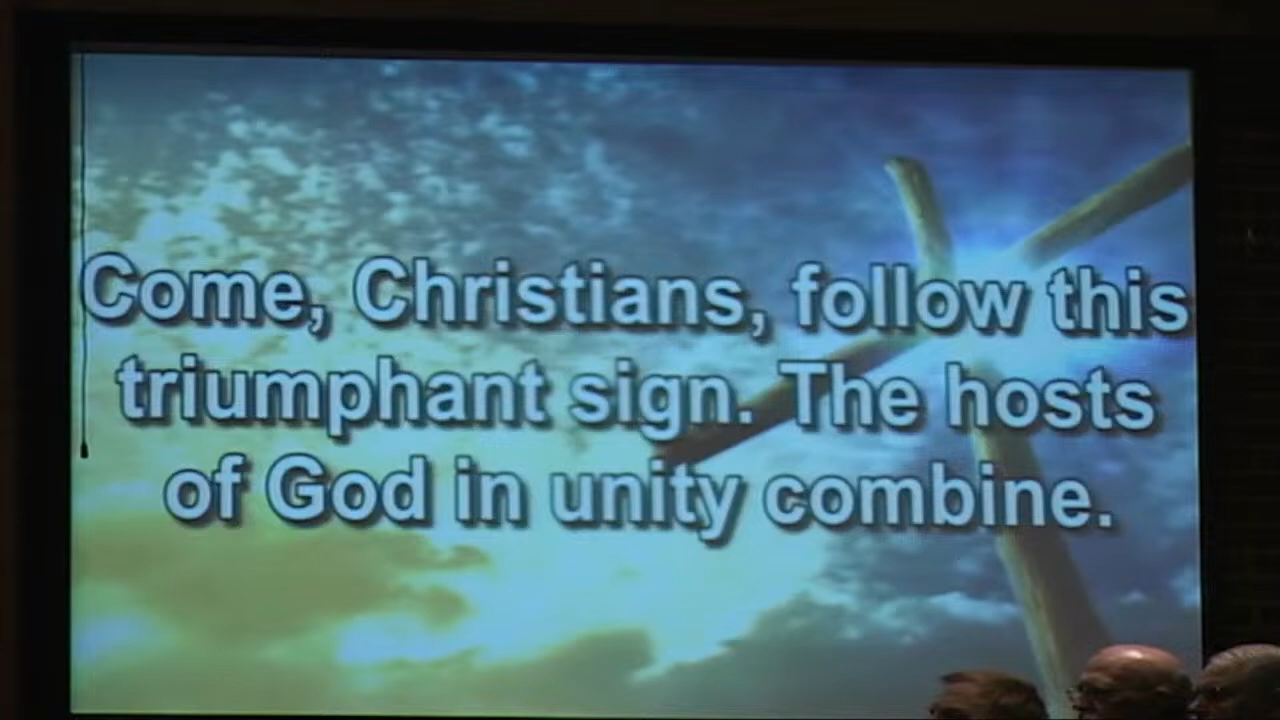 Come, Christians, follow this
triumphant sign. The hosts
of God in unity combine.